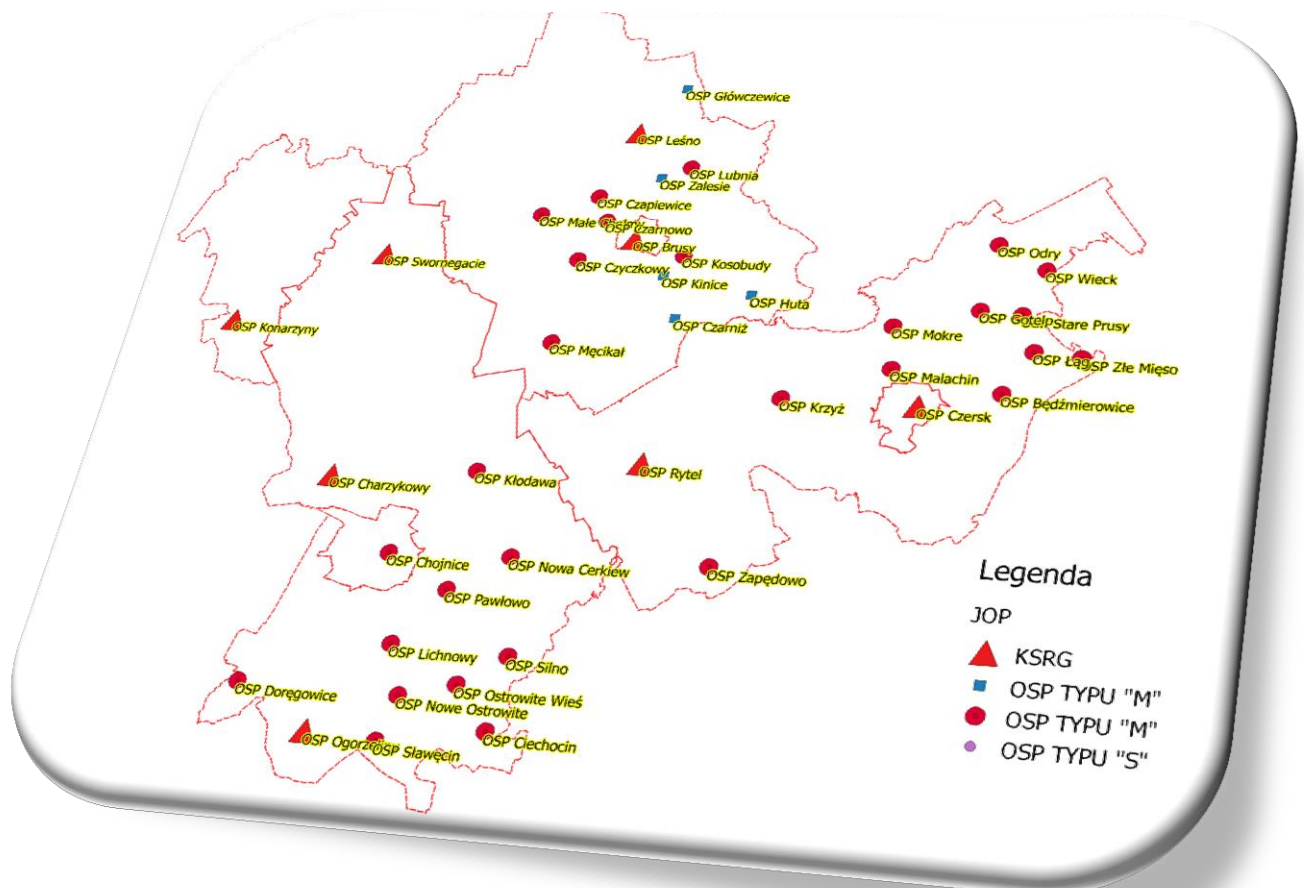 OSP Główczewice
OSP Leśno
OSP Lubnia
OSP Zalesie
OSP Czapiewice
OSP Małe
OSP Czarnowo
OSP Brusy
OSP Swornegacie
OSP Czyczkowy
OSP Kosobudy
OSP Kinice
OSP Huta
OSP Odry
OSP Wieck
OSP Konarzyny
OSP Czarniż
OSP Mokre
OSP
Stare Prusy
OSP Męcikał
OSP Łąg
OSP Złe Mięso
OSP Malachin
OSP Krzyż
OSP Czersk
OSP Będźmierowice
OSP Charzykowy
OSP Kłodawa
OSP Rytel
OSP Chojnice
OSP Nowa Cerkiew
OSP Zapędowo
OSP Pawłowo
OSP Lichnowy
OSP Silno
OSP Doręgowice
OSP Ostrowite Wieś
OSP Nowe Ostrowite
OSP
OSP Sławęcin
OSP Ciechocin
Legenda
JOP
KSRG
OSP TYPU "M"
OSP TYPU "M"
OSP TYPU "S"